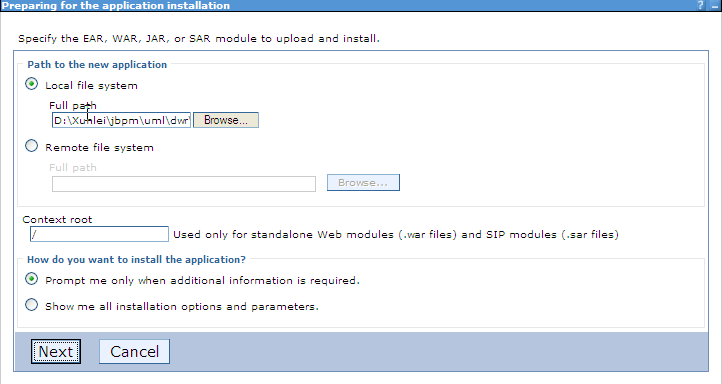 Preparing for the application installation ? –
Specify the EAR, WAR, JAR, or SAR module to upload and install.
Path to the new application
Local file system
Full path
D:\Xunlei\jbpm\uml\dwr\ Browse...
Remote file system
Full path
Browse...
Context root
/ Used only for standalone Web modules (.war files) and SIP modules (.sar files)
How do you want to install the application?
Prompt me only when additional information is required.
Show me all installation options and parameters.
Next Cancel